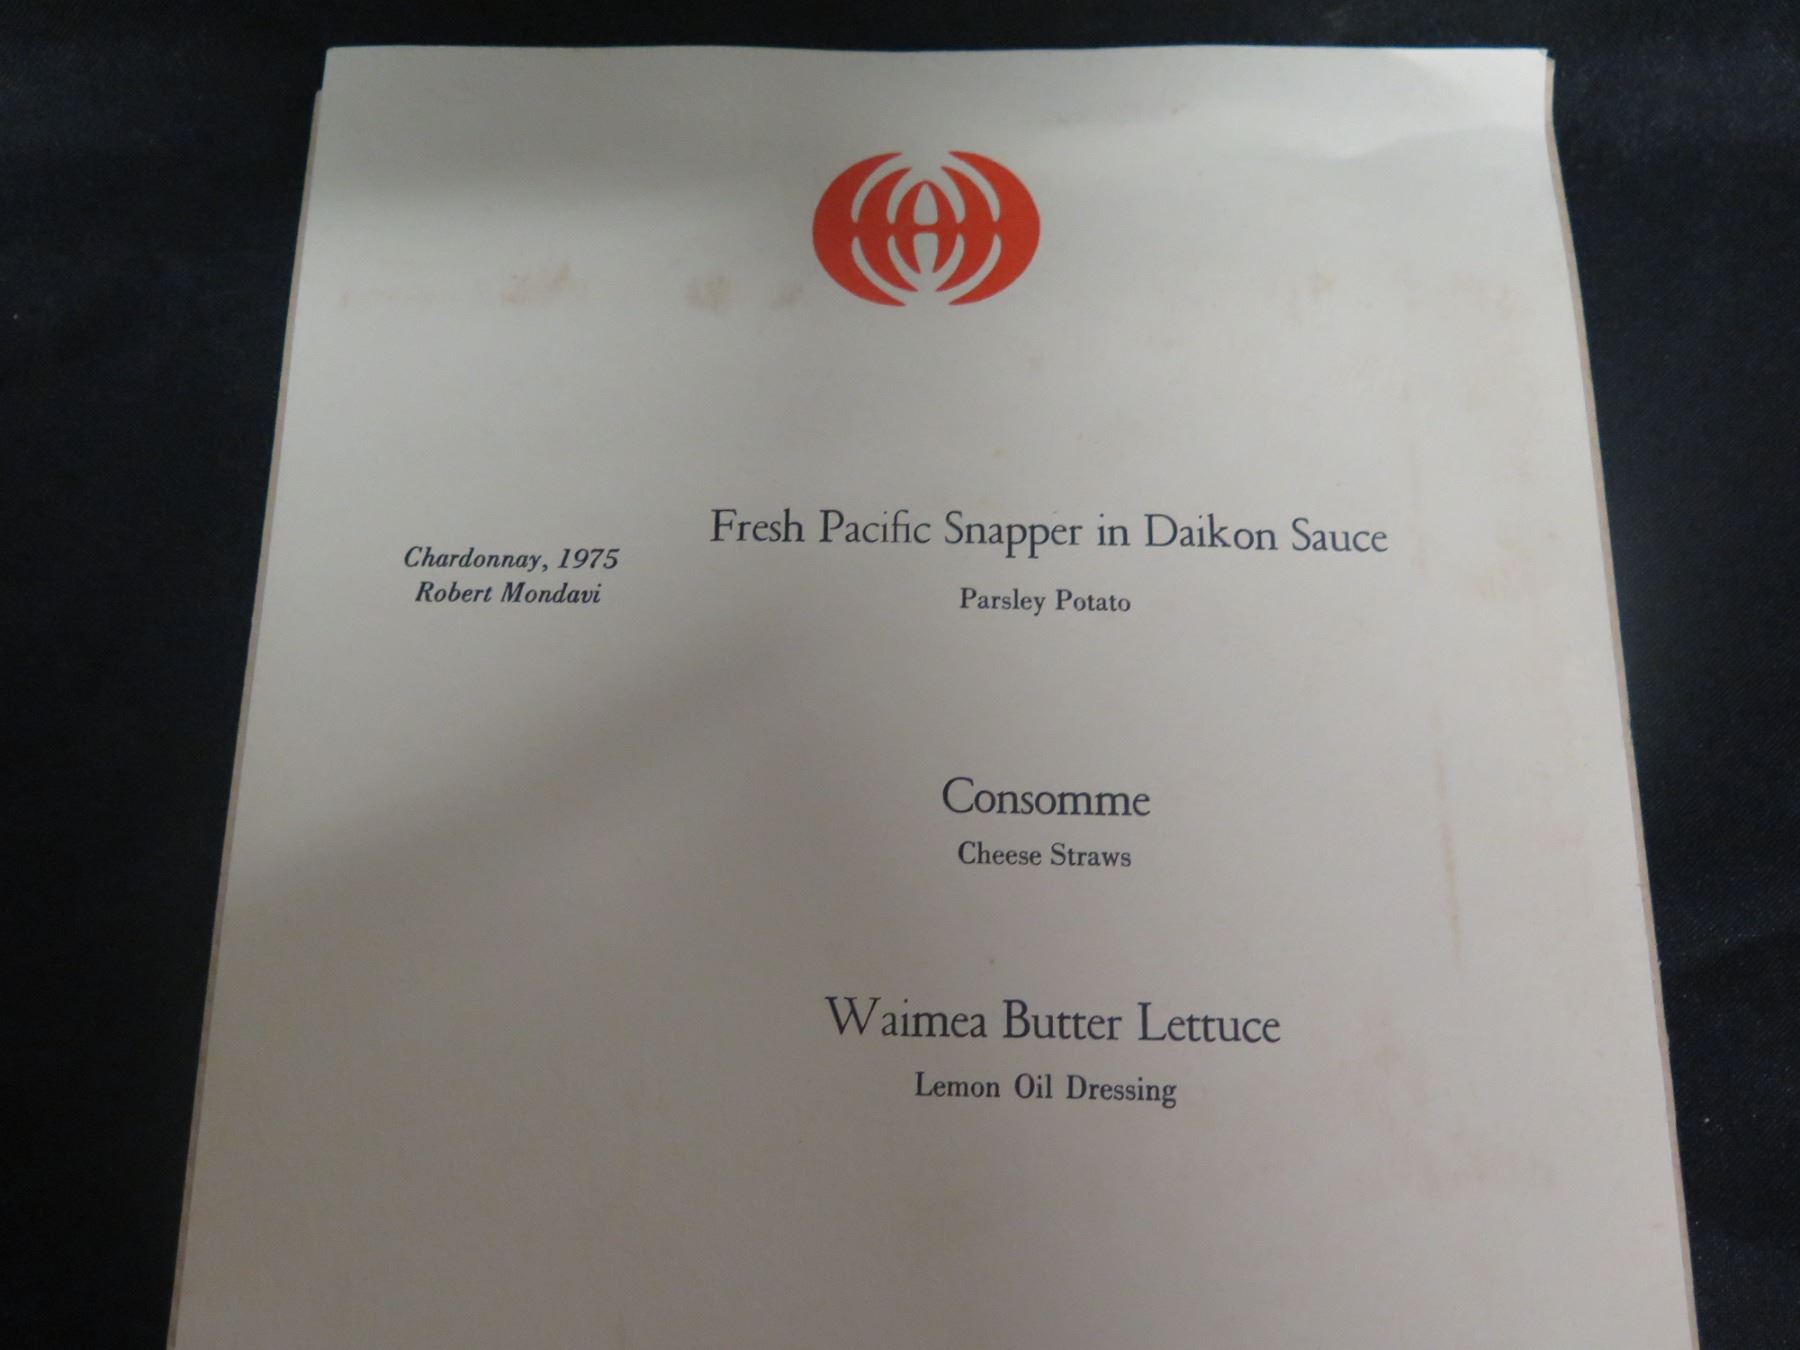 Fresh Pacific Snapper in Daikon Sauce
Chardonnay, 1975
Robert Mondavi
Parsley Potato
Consomme
Cheese Straws
Waimea Butter Lettuce
Lemon Oil Dressing